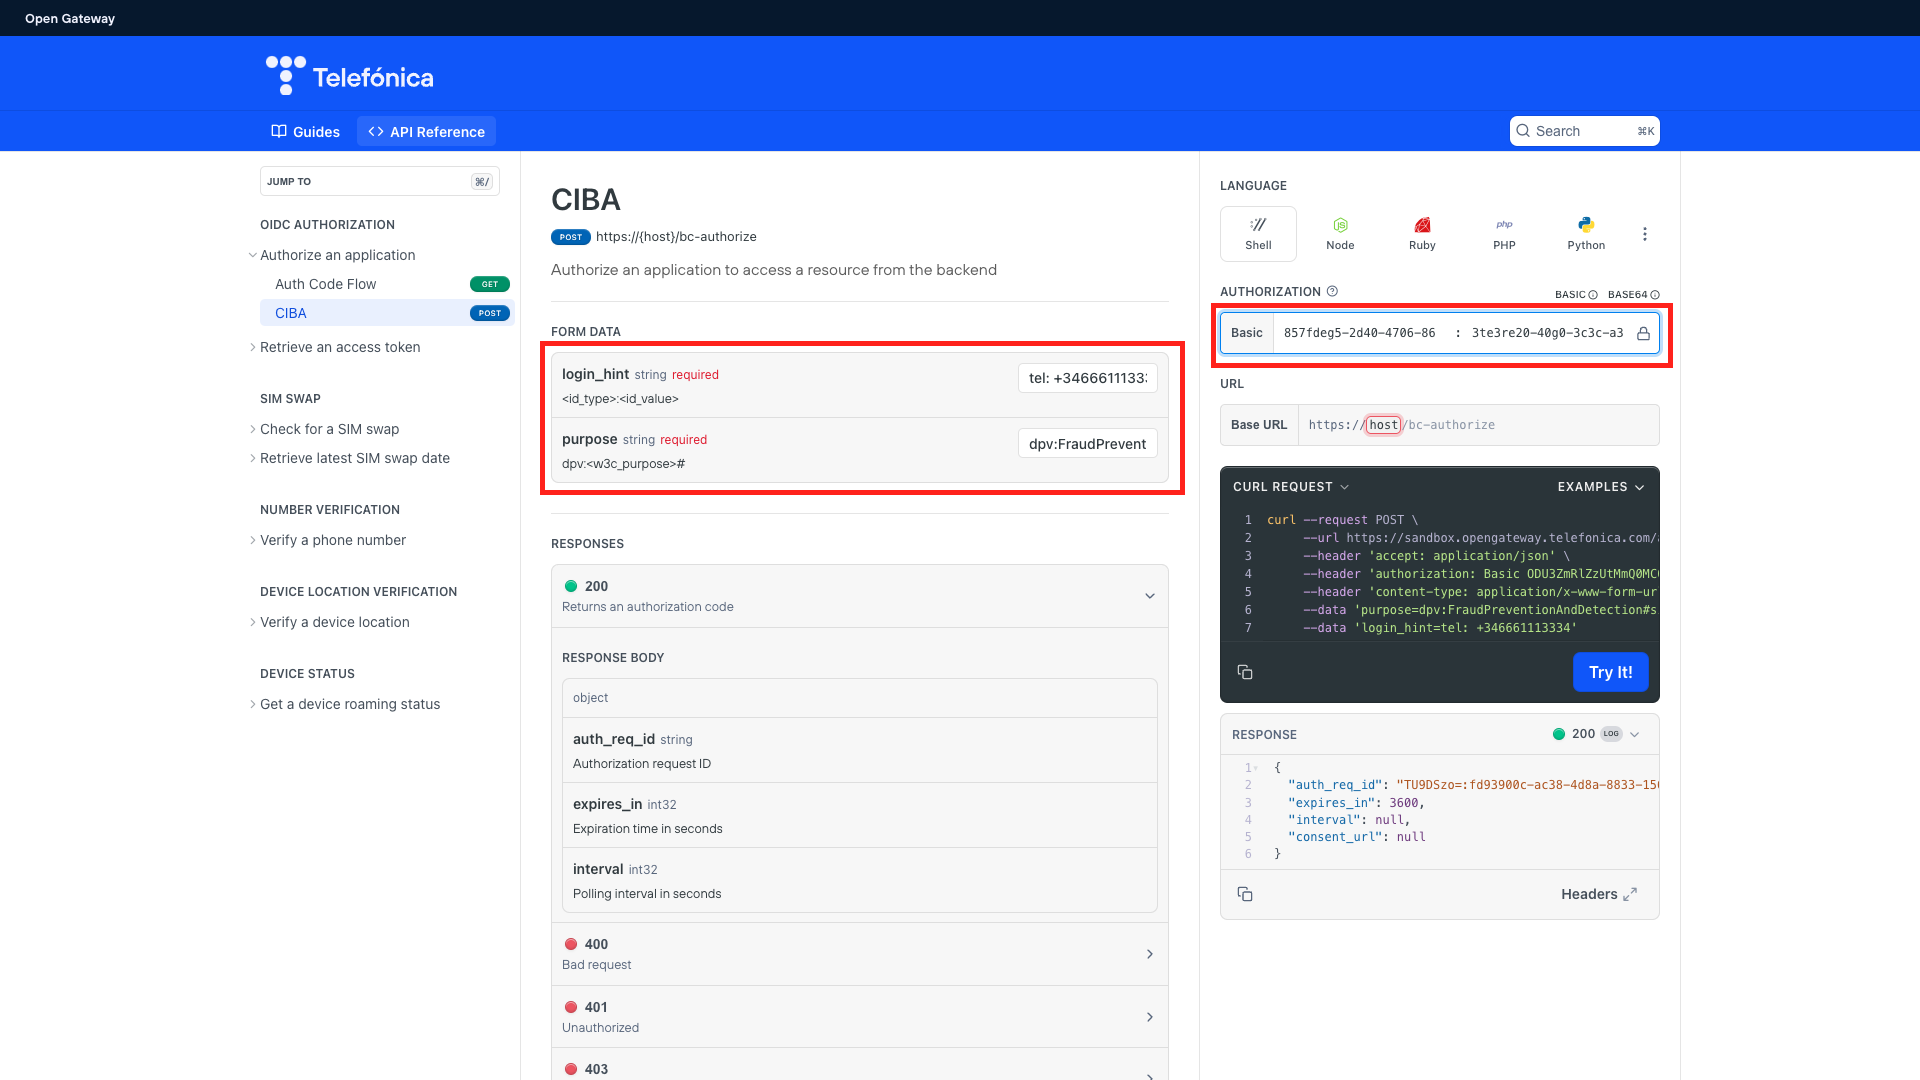 Open Gateway
Telefónica
Guides
API Reference
Search
⌘K
JUMP TO
⌘/
OIDC AUTHORIZATION
Authorize an application
Auth Code Flow GET
CIBA POST
Retrieve an access token
SIM SWAP
Check for a SIM swap
Retrieve latest SIM swap date
NUMBER VERIFICATION
Verify a phone number
DEVICE LOCATION VERIFICATION
Verify a device location
DEVICE STATUS
Get a device roaming status
CIBA
POST https://{host}/bc-authorize
Authorize an application to access a resource from the backend
FORM DATA
login_hint string required
<id_type>:<id_value>
tel: +34666111333
purpose string required
dpv:<w3c_purpose>#
dpv:FraudPrevent
RESPONSES
200
Returns an authorization code
RESPONSE BODY
object
auth_req_id string
Authorization request ID
expires_in int32
Expiration time in seconds
interval int32
Polling interval in seconds
400
Bad request
401
Unauthorized
403
LANGUAGE
Shell
Node
Ruby
php
PHP
Python
AUTHORIZATION
BASIC BASE64
Basic 857fdeg5-2d40-4706-86 : 3te3re20-40g0-3c3c-a3
URL
Base URL https://host/bc-authorize
CURL REQUEST
EXAMPLES
1 curl --request POST \
2 --url https://sandbox.opengateway.telefonica.com/
3 --header 'accept: application/json' \
4 --header 'authorization: Basic ODU3ZmRlZzUtMmQ0MC
5 --header 'content-type: application/x-www-form-ur
6 --data 'purpose=dpv:FraudPreventionAndDetection#s
7 --data 'login_hint=tel: +346661113334'
Try It!
RESPONSE
200 LOG
1 {
2 "auth_req_id": "TU9DSzo=:fd93900c-ac38-4d8a-8833-15
3 "expires_in": 3600,
4 "interval": null,
5 "consent_url": null
6 }
Headers